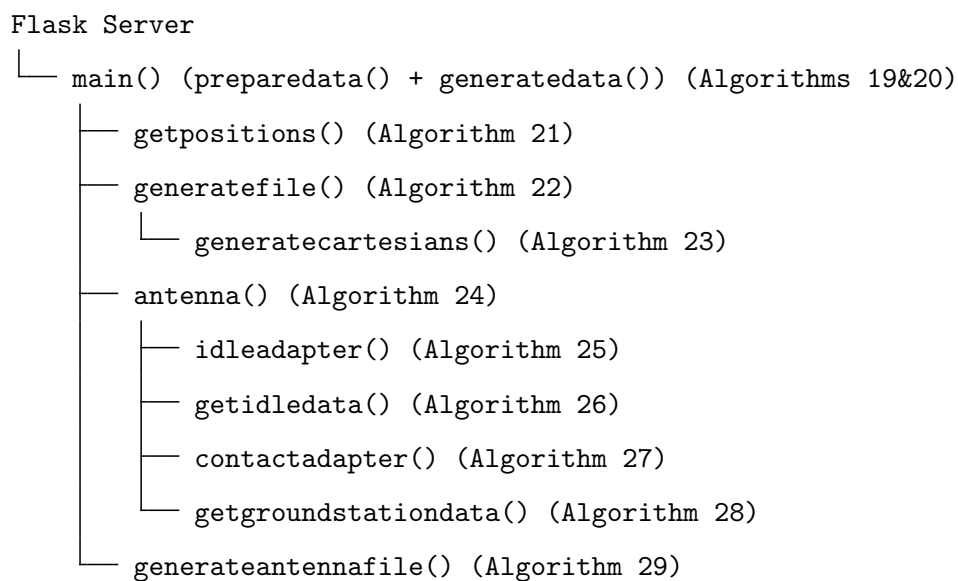 Flask Server
main() (preparedata() + generatedata()) (Algorithms 19&20)
getpositions() (Algorithm 21)
generatefile() (Algorithm 22)
generatecartesians() (Algorithm 23)
antenna() (Algorithm 24)
idleadapter() (Algorithm 25)
getidledata() (Algorithm 26)
contactadapter() (Algorithm 27)
getgroundstationdata() (Algorithm 28)
generateantennafile() (Algorithm 29)